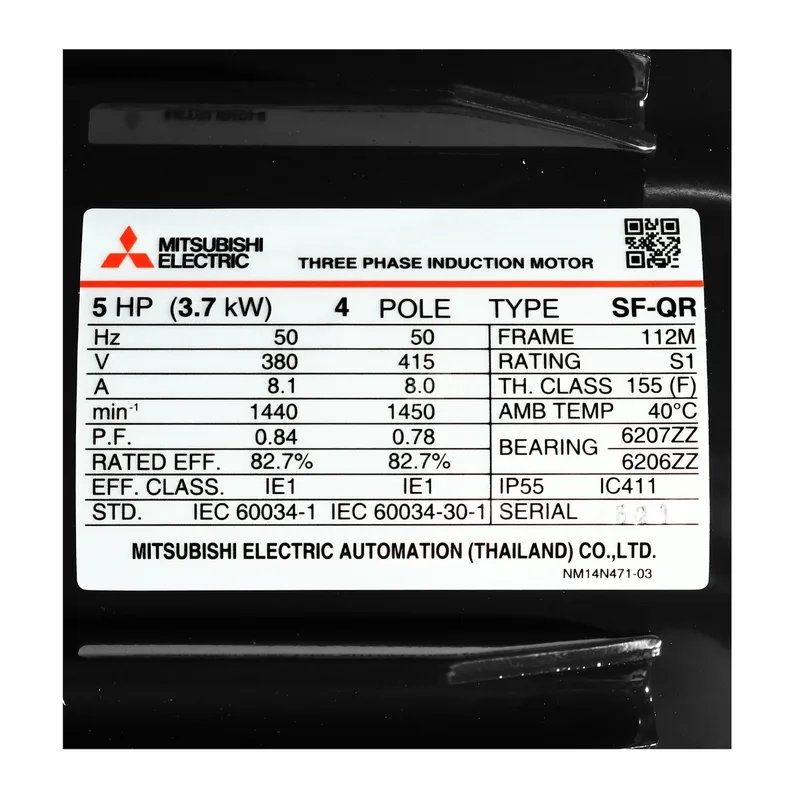 MITSUBISHI
ELECTRIC
THREE PHASE INDUCTION MOTOR
5 HP (3.7 kW) 4 POLE TYPE SF-QR
Hz 50 50 FRAME 112M
V 380 415 RATING S1
A 8.1 8.0 TH. CLASS 155 (F)
min⁻¹ 1440 1450 AMB TEMP 40°C
P.F. 0.84 0.78 BEARING 6207ZZ
RATED EFF. 82.7% 82.7% 6206ZZ
EFF. CLASS. IE1 IE1 IP55 IC411
STD. IEC 60034-1 IEC 60034-30-1 SERIAL
MITSUBISHI ELECTRIC AUTOMATION (THAILAND) CO.,LTD.
NM14N471-03